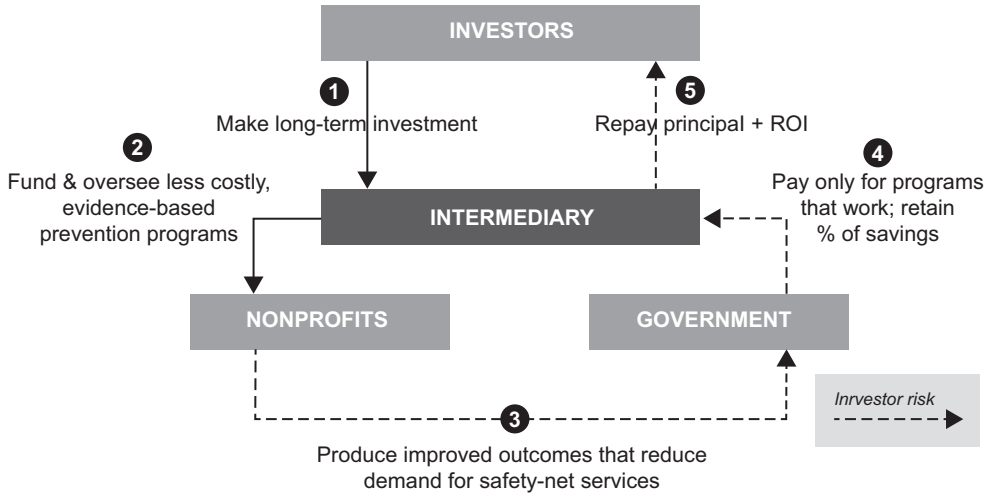 INVESTORS
1
Make long-term investment
5
Repay principal + ROI
2
Fund & oversee less costly,
evidence-based
prevention programs
4
Pay only for programs
that work; retain
% of savings
INTERMEDIARY
NONPROFITS
GOVERNMENT
Inrvestor risk
3
Produce improved outcomes that reduce
demand for safety-net services